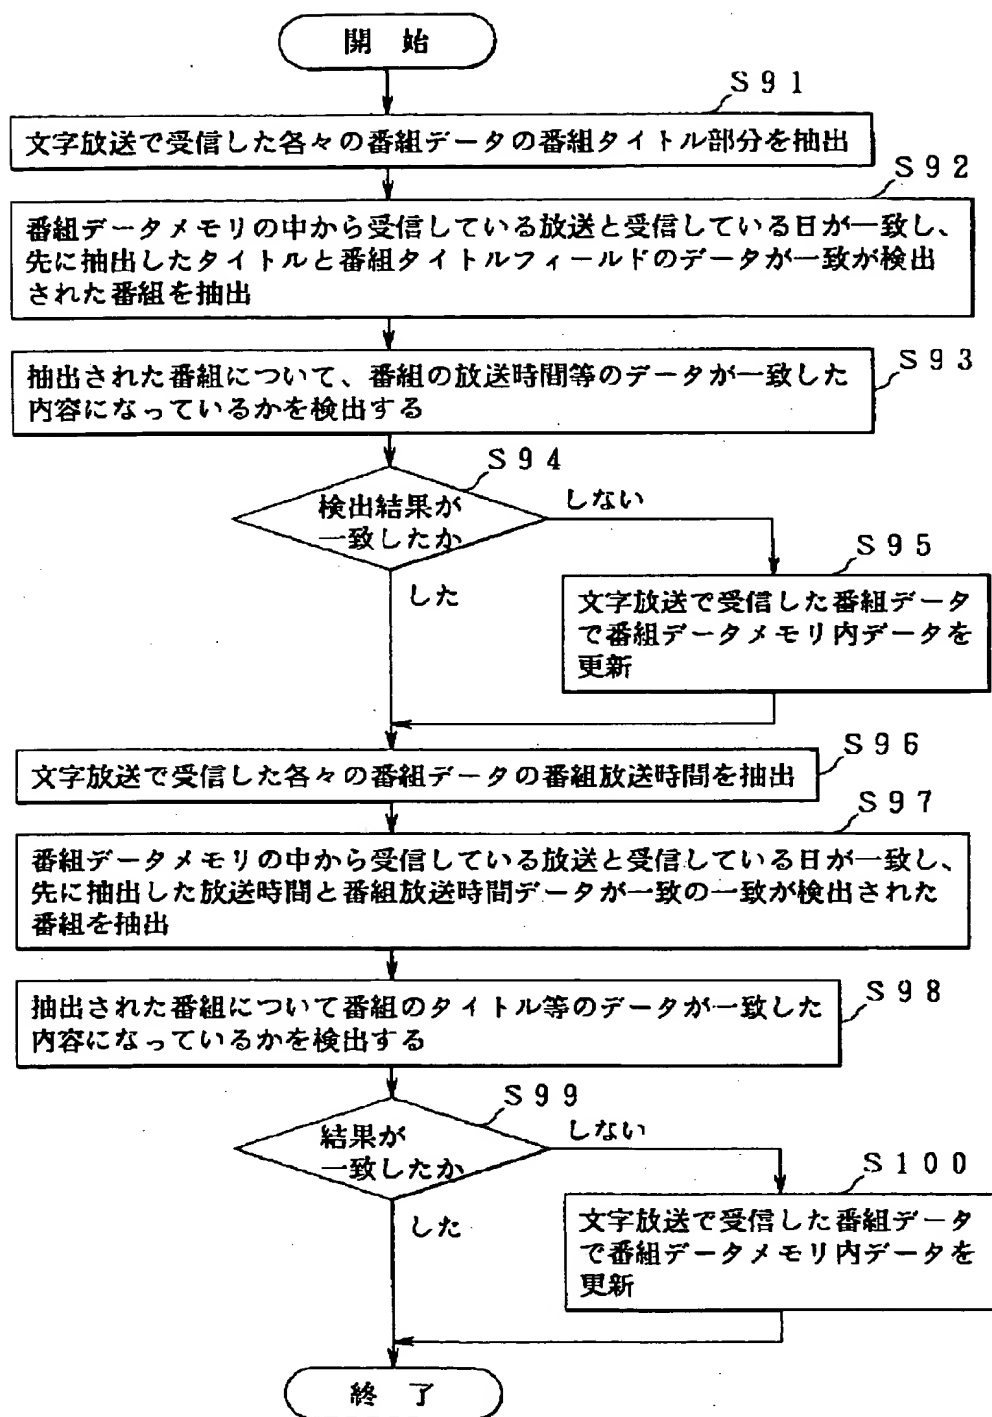 開　始
S91
文字放送で受信した各々の番組データの番組タイトル部分を抽出
S92
番組データメモリの中から受信している放送と受信している日が一致し、
先に抽出したタイトルと番組タイトルフィールドのデータが一致が検出
された番組を抽出
S93
抽出された番組について、番組の放送時間等のデータが一致した
内容になっているかを検出する
S94
検出結果が
一致したか
しない
した
S95
文字放送で受信した番組データ
で番組データメモリ内データを
更新
S96
文字放送で受信した各々の番組データの番組放送時間を抽出
S97
番組データメモリの中から受信している放送と受信している日が一致し、
先に抽出した放送時間と番組放送時間データが一致の一致が検出された
番組を抽出
S98
抽出された番組について番組のタイトル等のデータが一致した
内容になっているかを検出する
S99
結果が
一致したか
しない
した
S100
文字放送で受信した番組データ
で番組データメモリ内データを
更新
終　了